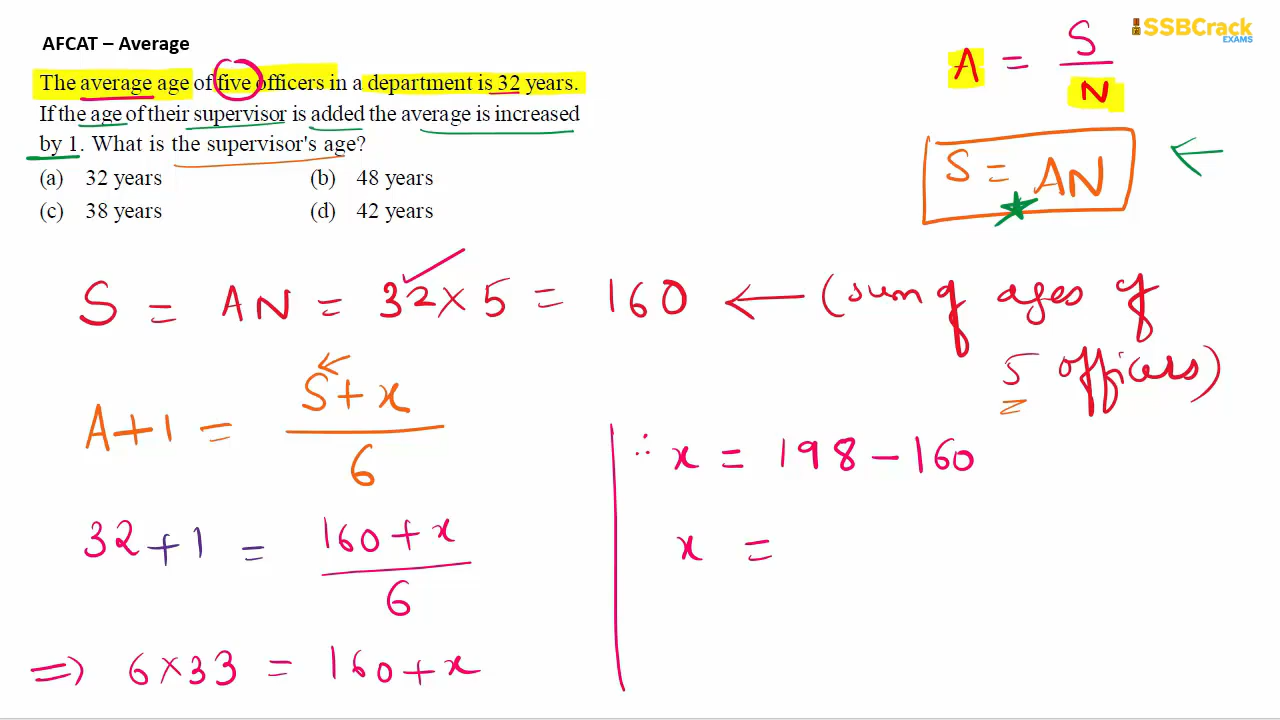 AFCAT – Average
SSBCrack
EXAMS
The average age of five officers in a department is 32 years.
If the age of their supervisor is added the average is increased
by 1. What is the supervisor's age?
(a) 32 years (b) 48 years
(c) 38 years (d) 42 years
A = S / N
S = AN
S = AN = 32 × 5 = 160 ← (sum of ages of
5 officers)
A + 1 = S + x / 6
32 + 1 = 160 + x / 6
⇒ 6 × 33 = 160 + x
∴ x = 198 − 160
x =